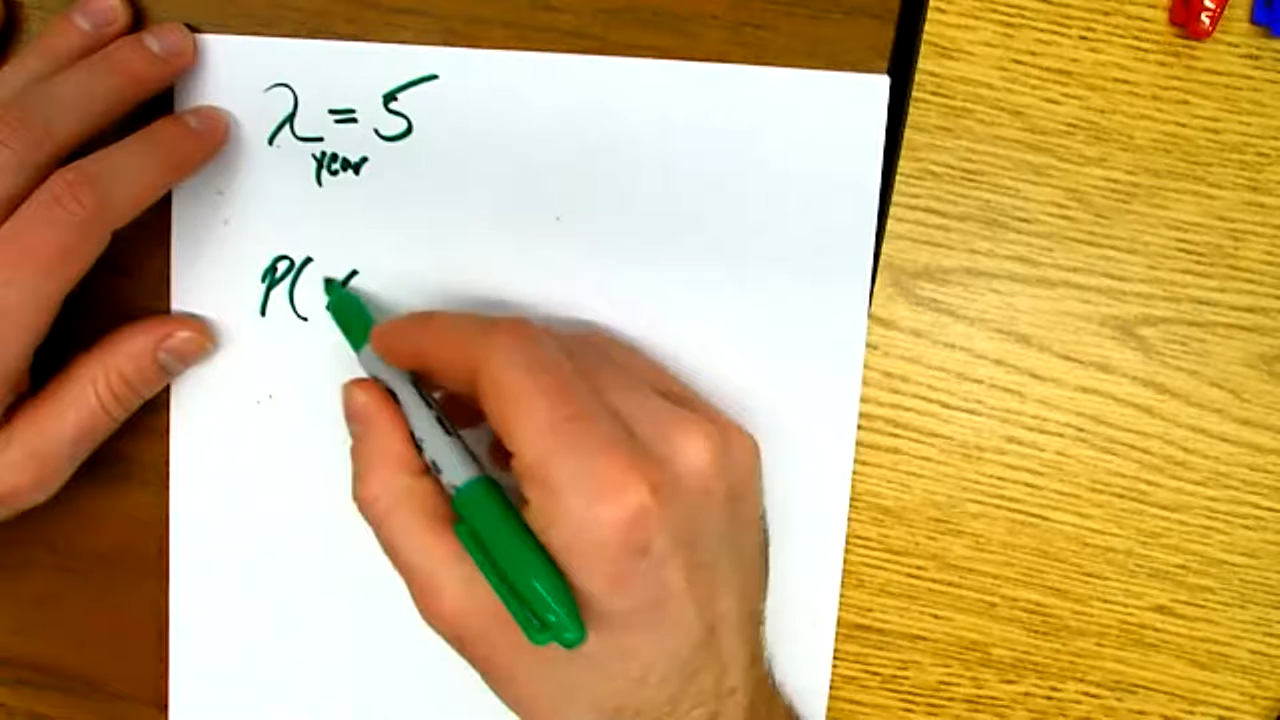 λ = 5
year
P(